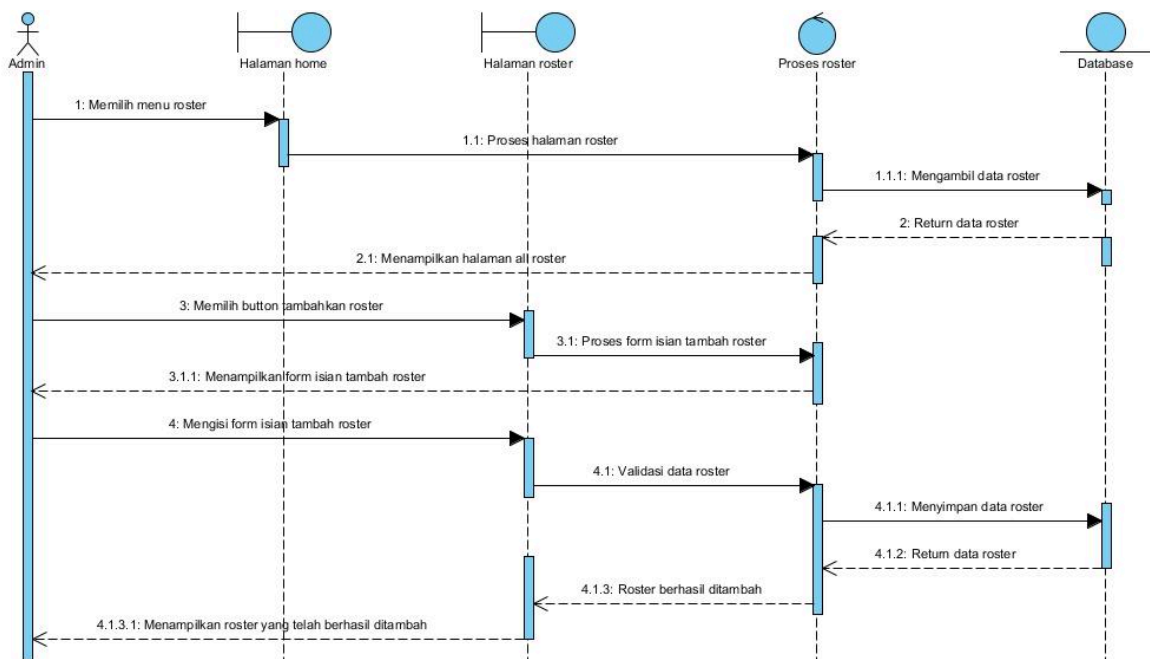 Admin
Halaman home
Halaman roster
Proses roster
Database
1: Memilih menu roster
1.1: Proses halaman roster
1.1.1: Mengambil data roster
2: Return data roster
2.1: Menampilkan halaman all roster
3: Memilih button tambahkan roster
3.1: Proses form isian tambah roster
3.1.1: Menampilkan form isian tambah roster
4: Mengisi form isian tambah roster
4.1: Validasi data roster
4.1.1: Menyimpan data roster
4.1.2: Return data roster
4.1.3: Roster berhasil ditambah
4.1.3.1: Menampilkan roster yang telah berhasil ditambah